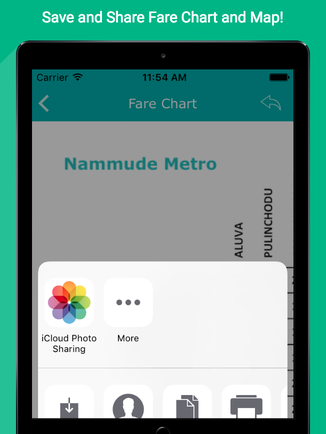 Save and Share Fare Chart and Map!
Carrier 11:54 AM
Fare Chart
Nammude Metro
ALUVA
PULINCHODU
iCloud Photo
Sharing
More